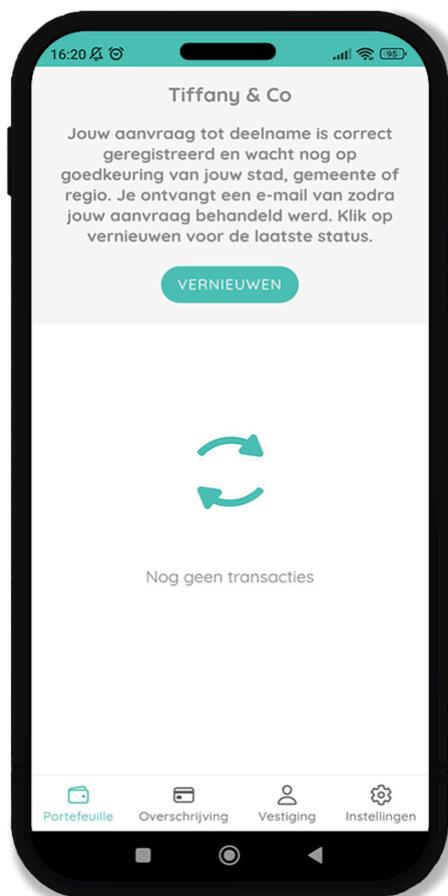 16:20
95
Tiffany & Co
Jouw aanvraag tot deelname is correct
geregistreerd en wacht nog op
goedkeuring van jouw stad, gemeente of
regio. Je ontvangt een e-mail van zodra
jouw aanvraag behandeld werd. Klik op
vernieuwen voor de laatste status.
VERNIEUWEN
Nog geen transacties
Portefeuille Overschrijving Vestiging Instellingen